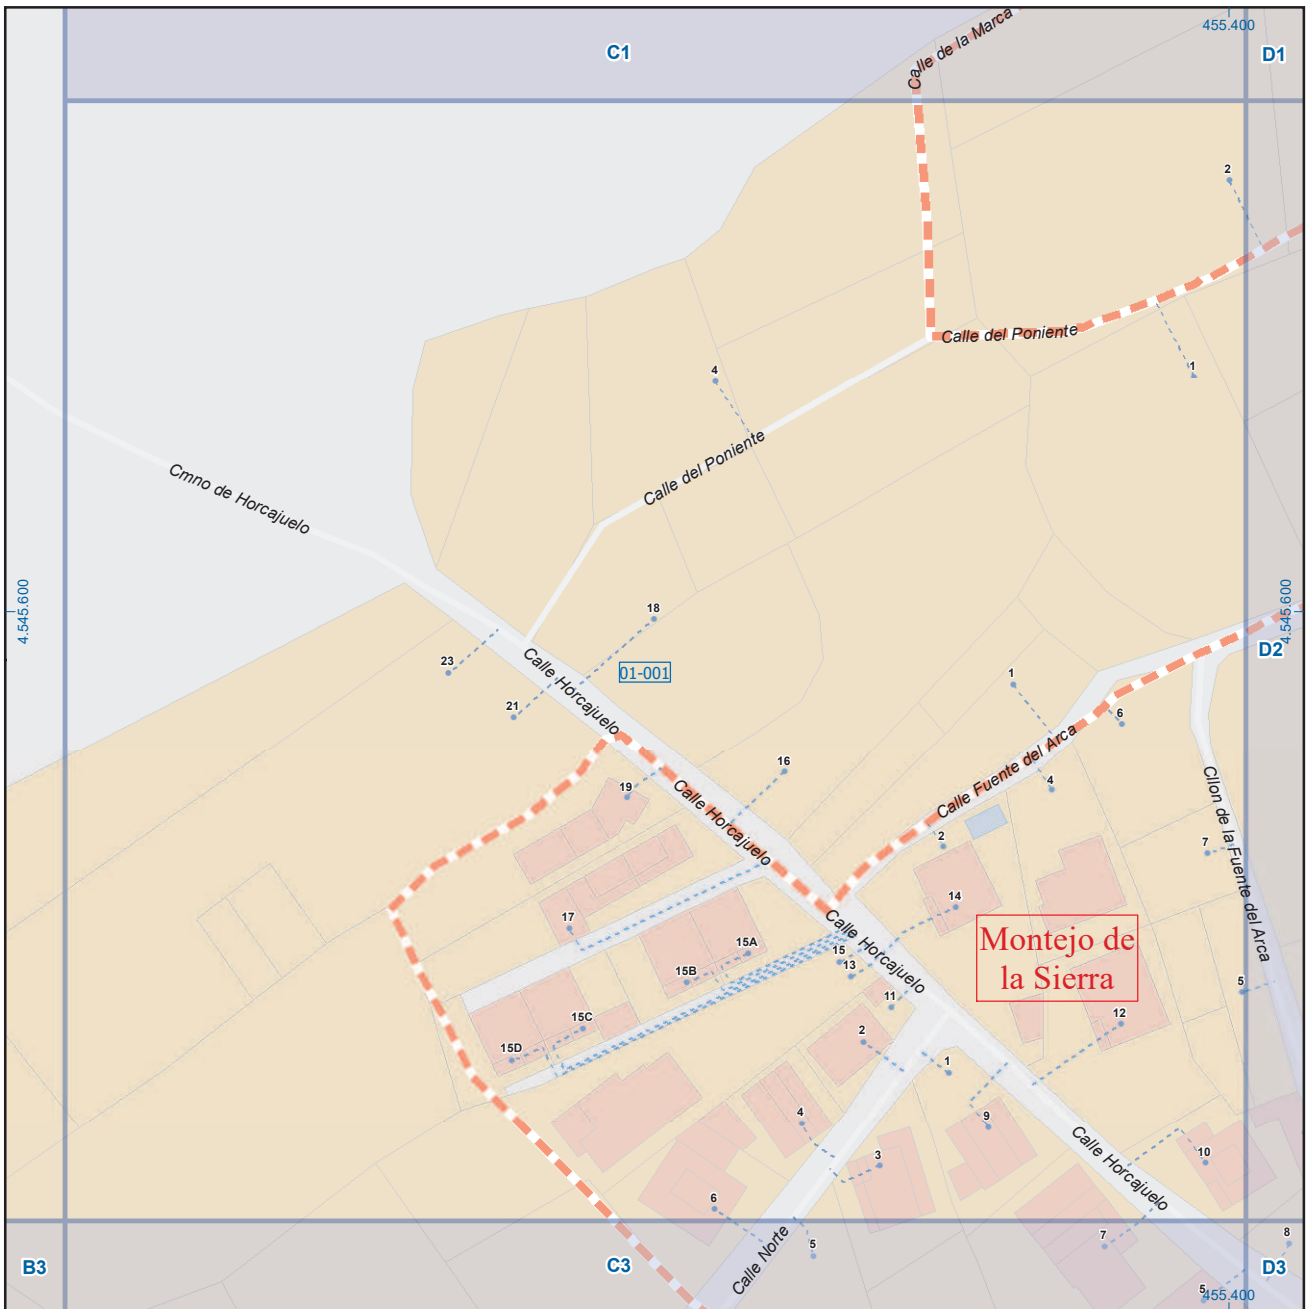 455.400
C1
D1
Calle de la Marca
2
Calle del Poniente
1
4
Calle del Poniente
Cmno de Horcajuelo
4.545.600
4.545.600
18
D2
23
01-001
1
Calle Horcajuelo
21
6
16
Calle Fuente del Arca
4
19
Calle Horcajuelo
Cllon de la Fuente del Arca
2
7
14
17
Calle Horcajuelo
Montejo de
la Sierra
15A
15
13
15B
5
11
15C
12
2
15D
1
4
9
Calle Horcajuelo
3
10
6
7
8
5
Calle Norte
B3
C3
D3
5
455.400